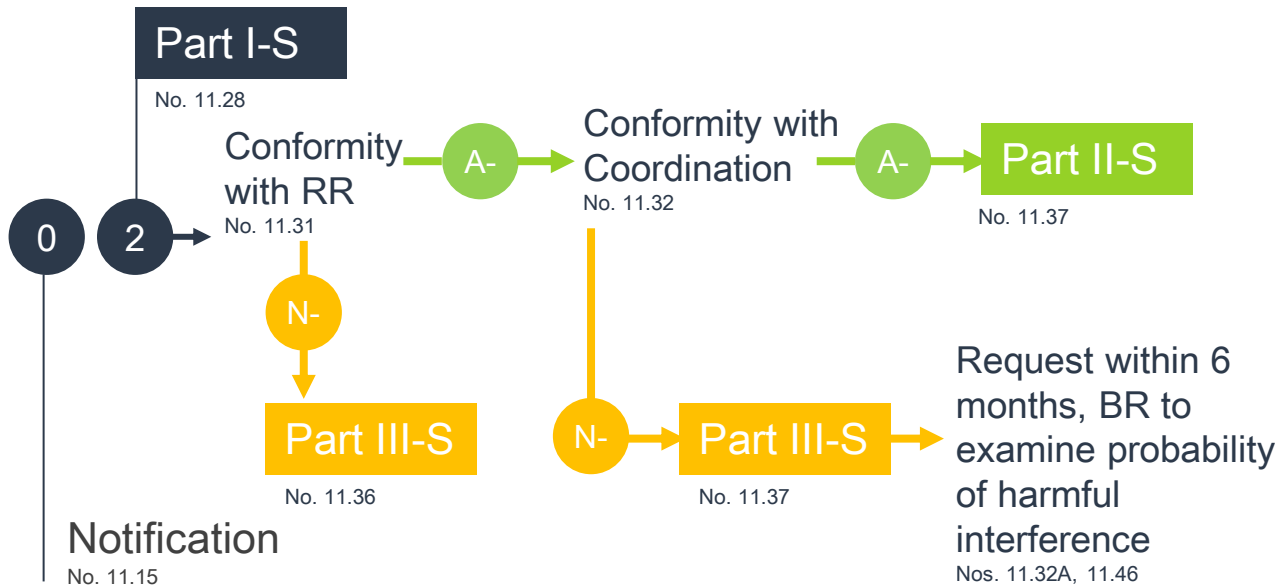 Part I-S
No. 11.28
Conformity
with RR
No. 11.31
A-
Conformity with
Coordination
No. 11.32
A-
Part II-S
No. 11.37
0
2
N-
Part III-S
No. 11.36
N-
Part III-S
No. 11.37
Request within 6
months, BR to
examine probability
of harmful
interference
Nos. 11.32A, 11.46
Notification
No. 11.15